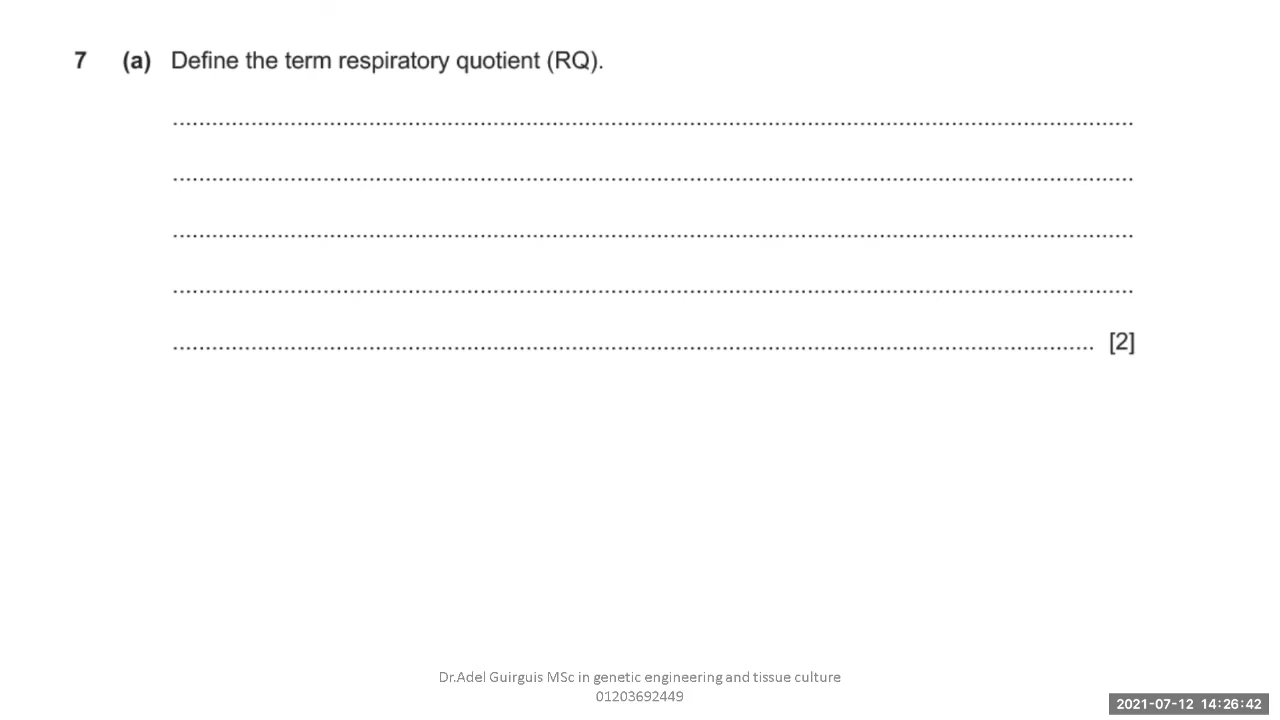 7 (a) Define the term respiratory quotient (RQ).
[2]
Dr.Adel Guirguis MSc in genetic engineering and tissue culture
01203692449
2021-07-12 14:26:42